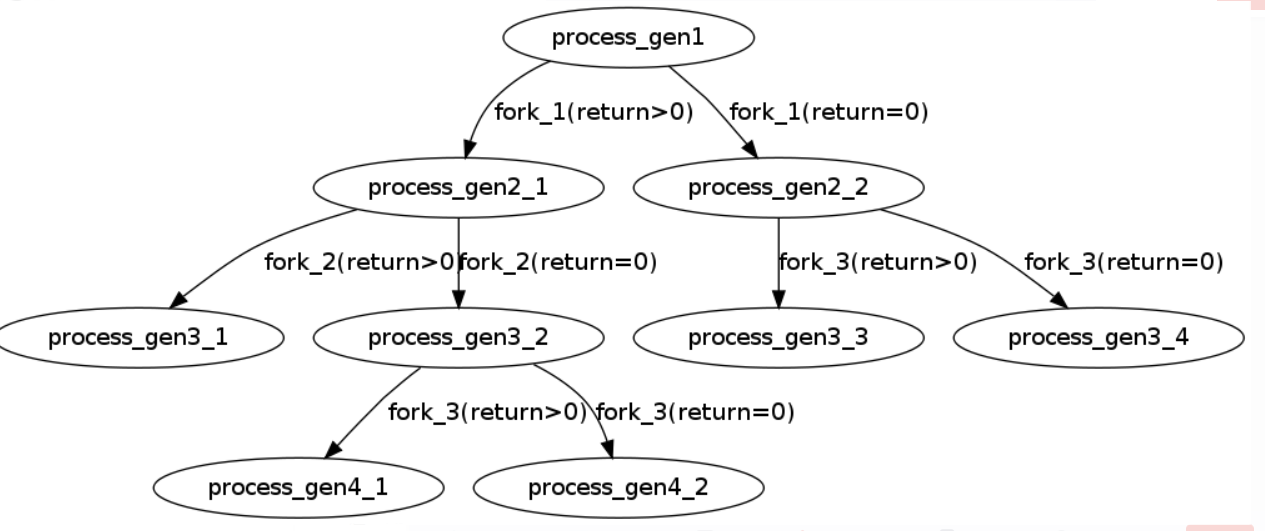 process_gen1
fork_1(return>0)
fork_1(return=0)
process_gen2_1
process_gen2_2
fork_2(return>0)
fork_2(return=0)
fork_3(return>0)
fork_3(return=0)
process_gen3_1
process_gen3_2
process_gen3_3
process_gen3_4
fork_3(return>0)
fork_3(return=0)
process_gen4_1
process_gen4_2